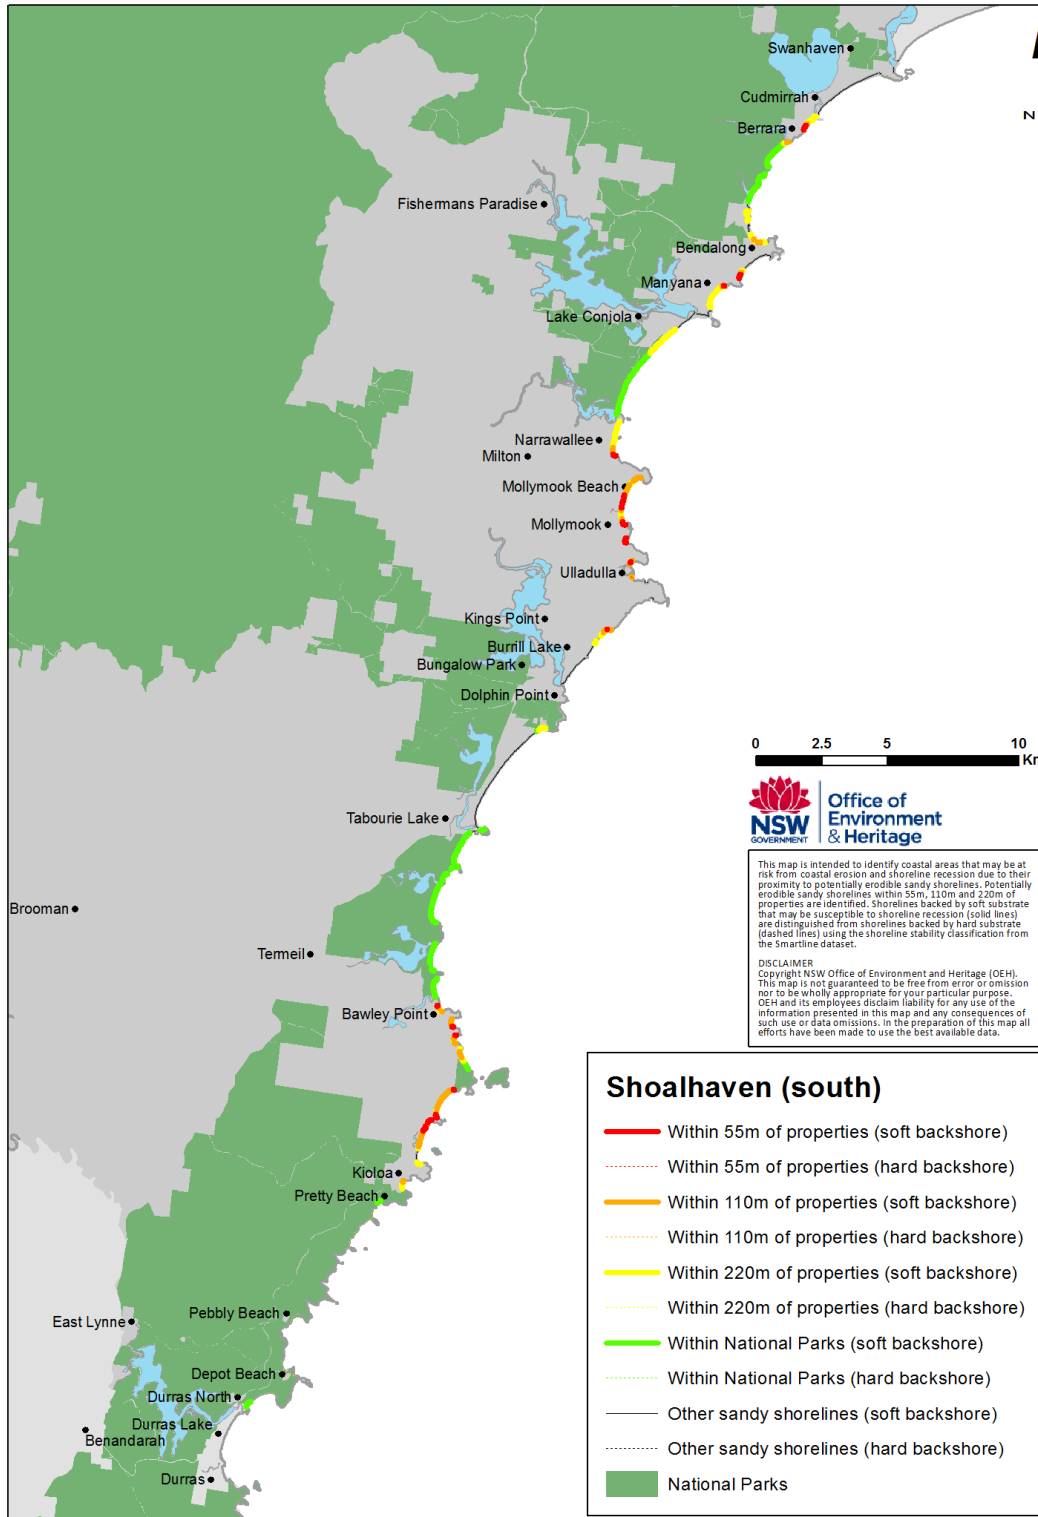 Swanhaven
Cudmirrah
Berrara
N
Fishermans Paradise
Bendalong
Manyana
Lake Conjola
Narrawallee
Milton
Mollymook Beach
Mollymook
Ulladulla
Kings Point
Burrill Lake
Bungalow Park
Dolphin Point
0 2.5 5 10
Km
NSW
GOVERNMENT
Office of
Environment
& Heritage
Tabourie Lake
This map is intended to identify coastal areas that may be at
risk from coastal erosion and shoreline recession due to their
proximity to potentially erodible sandy shorelines. Potentially
erodible sandy shorelines within 55m, 110m and 220m of
properties are identified. Shorelines backed by soft substrate
that may be susceptible to shoreline recession (solid lines)
are distinguished from shorelines backed by hard substrate
(dashed lines) using the shoreline stability classification from
the Smartline dataset.
DISCLAIMER
Copyright NSW Office of Environment and Heritage (OEH).
This map is not guaranteed to be free from error or omission
nor to be wholly appropriate for your particular purpose.
OEH and its employees disclaim liability for any use of the
information presented in this map and any consequences of
such use or data omissions. In the preparation of this map all
efforts have been made to use the best available data.
Brooman
Termeil
Bawley Point
Kioloa
Pretty Beach
Pebbly Beach
East Lynne
Depot Beach
Durras North
Durras Lake
Benandarah
Durras
Shoalhaven (south)
Within 55m of properties (soft backshore)
Within 55m of properties (hard backshore)
Within 110m of properties (soft backshore)
Within 110m of properties (hard backshore)
Within 220m of properties (soft backshore)
Within 220m of properties (hard backshore)
Within National Parks (soft backshore)
Within National Parks (hard backshore)
Other sandy shorelines (soft backshore)
Other sandy shorelines (hard backshore)
National Parks